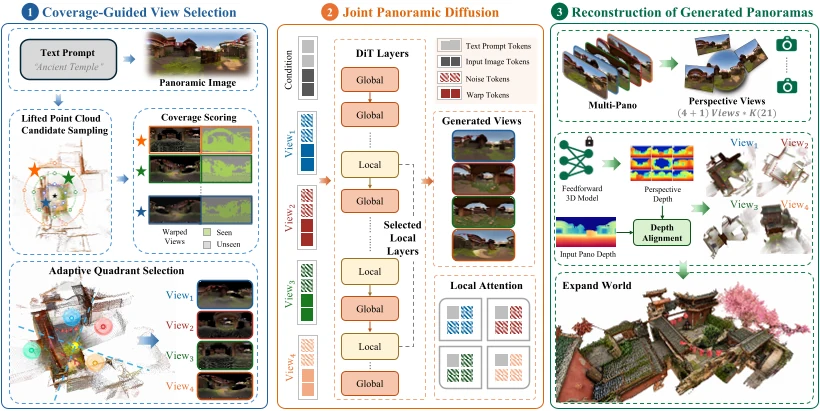 1 Coverage-Guided View Selection
Text Prompt
"Ancient Temple"
Panoramic Image
Lifted Point Cloud
Candidate Sampling
Coverage Scoring
Warped
Views
Seen
Unseen
Adaptive Quadrant Selection
View1
View2
View3
View4
2 Joint Panoramic Diffusion
Condition
View1
View2
View3
View4
DiT Layers
Global
Global
Local
Global
Selected
Local
Layers
Local
Global
Local
Global
Text Prompt Tokens
Input Image Tokens
Noise Tokens
Warp Tokens
Generated Views
Local Attention
3 Reconstruction of Generated Panoramas
Multi-Pano
Perspective Views
(4 + 1) Views * K(21)
Feedforward
3D Model
Perspective
Depth
Input Pano Depth
Depth
Alignment
View1
View2
View3
View4
Expand World